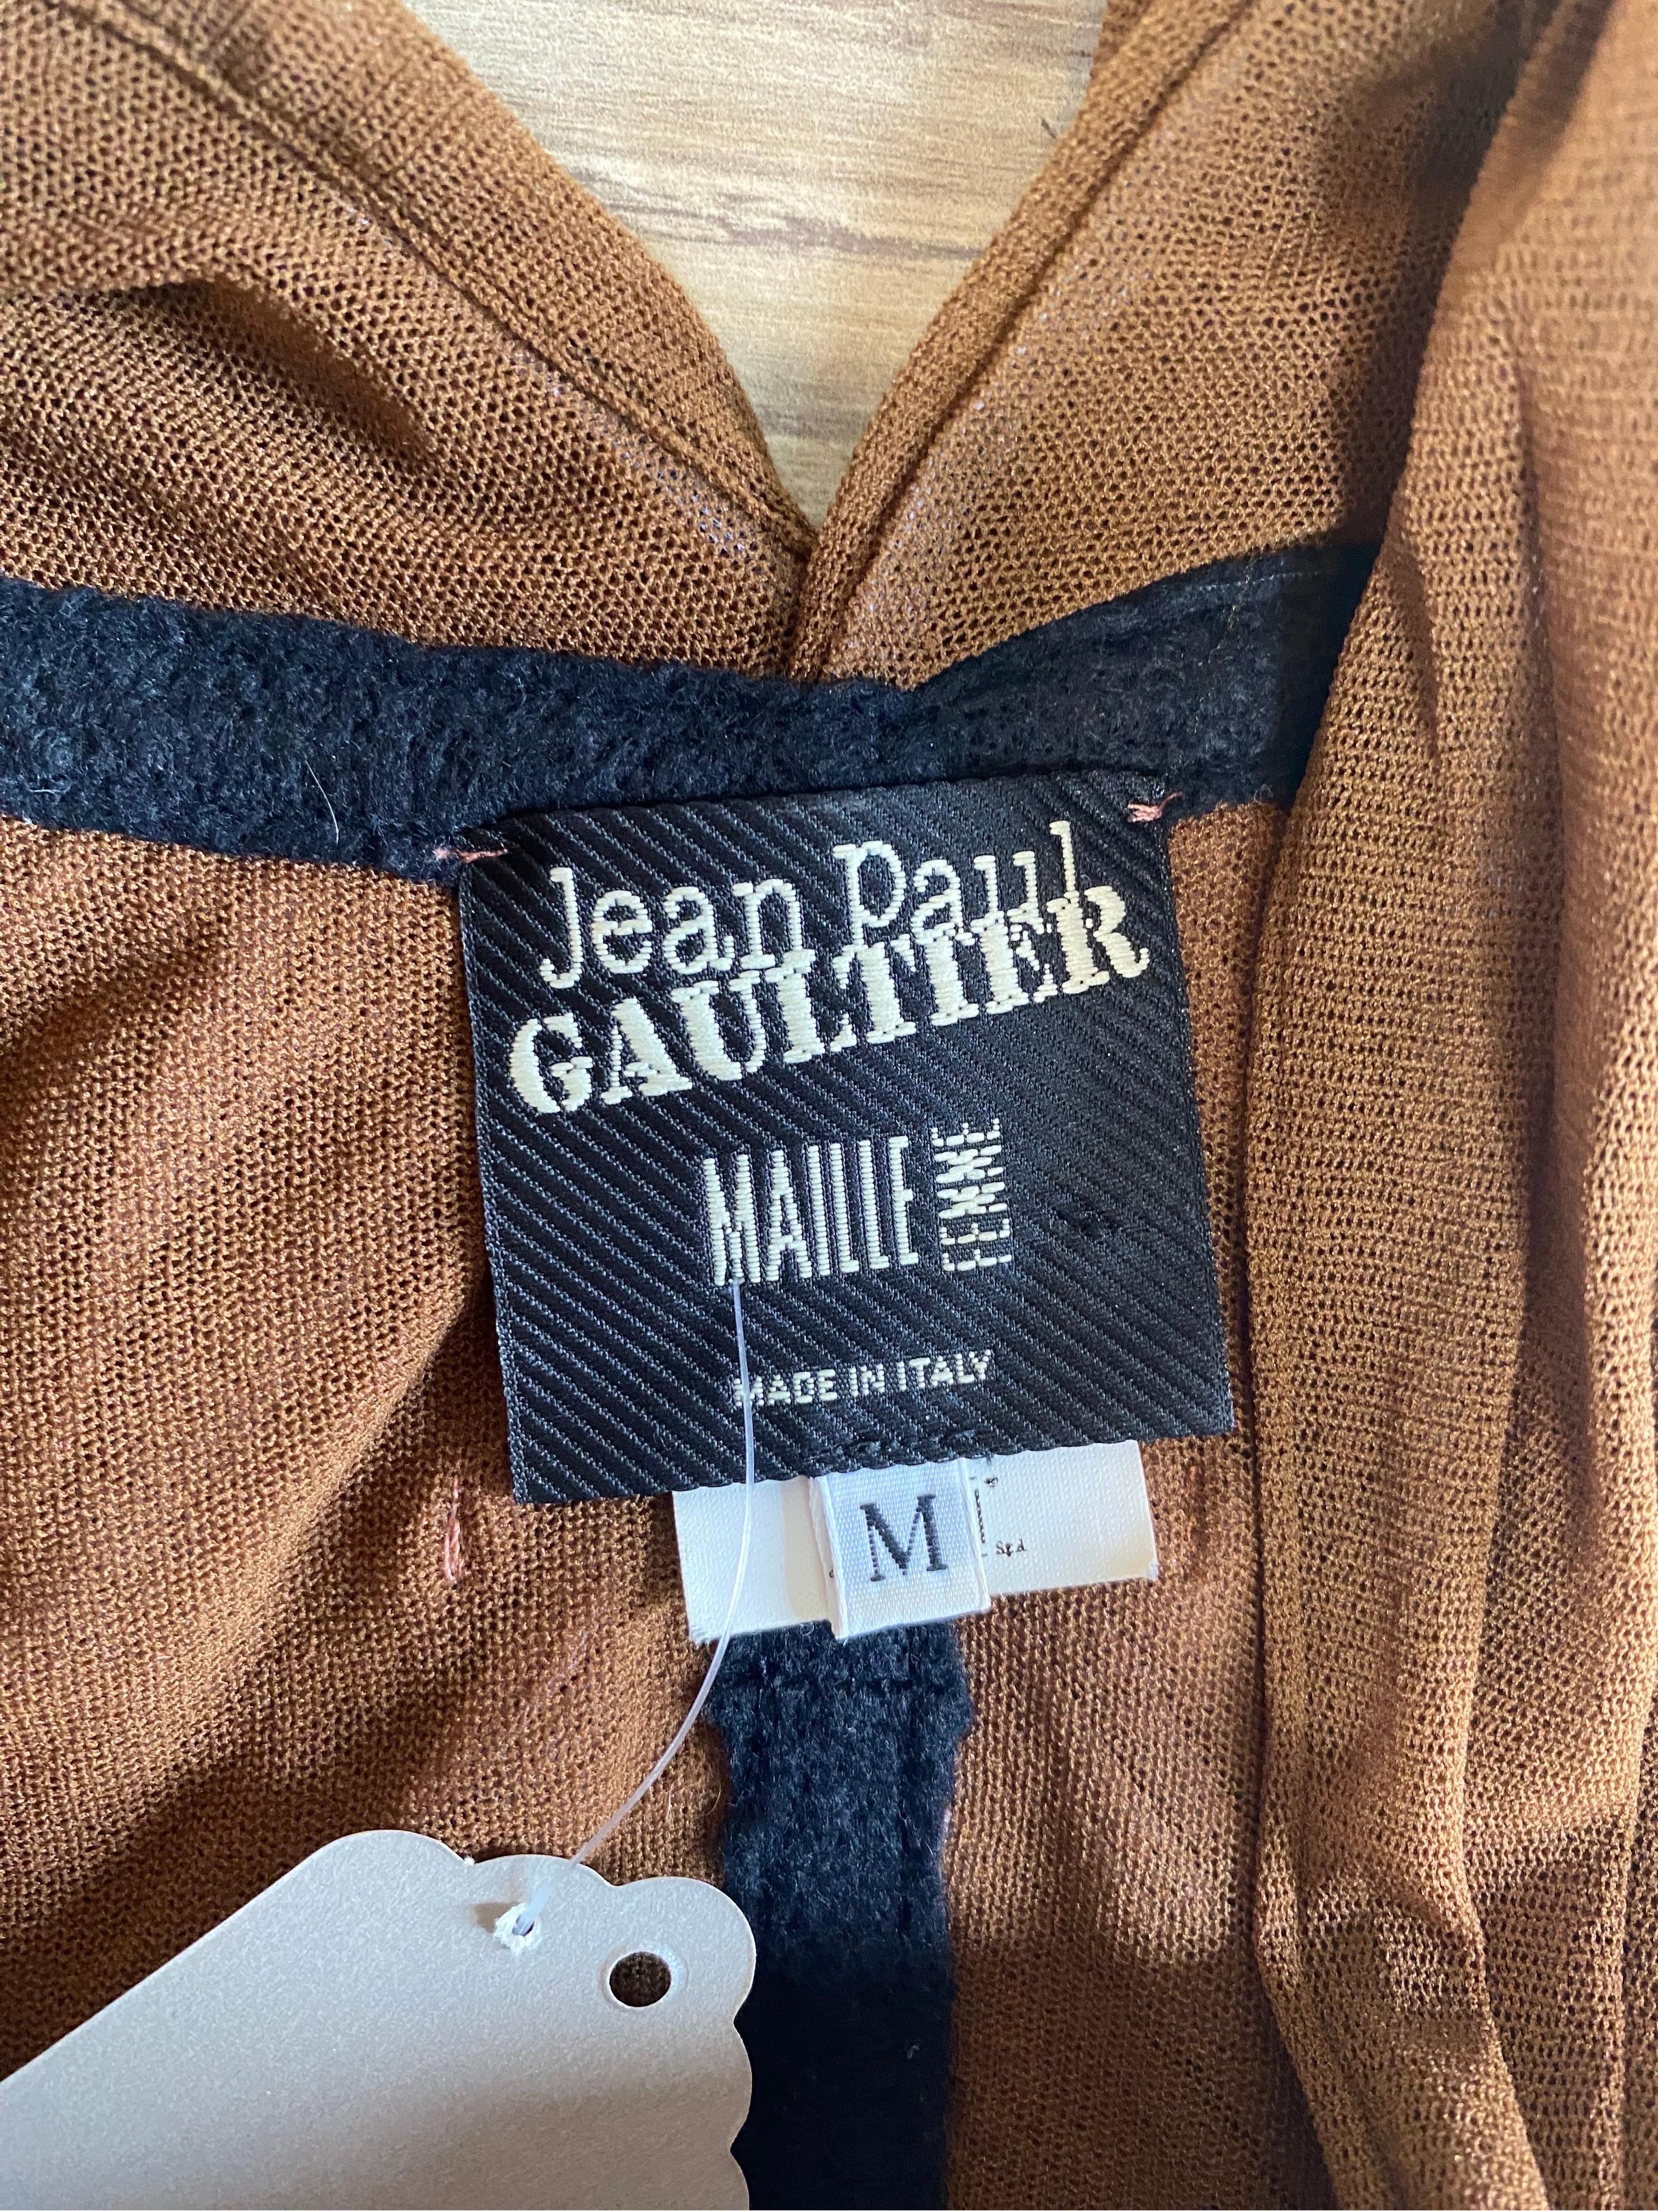 Jean Paul
GAULTIER
MAILLE FEMME
MADE IN ITALY
M
S.p.A.